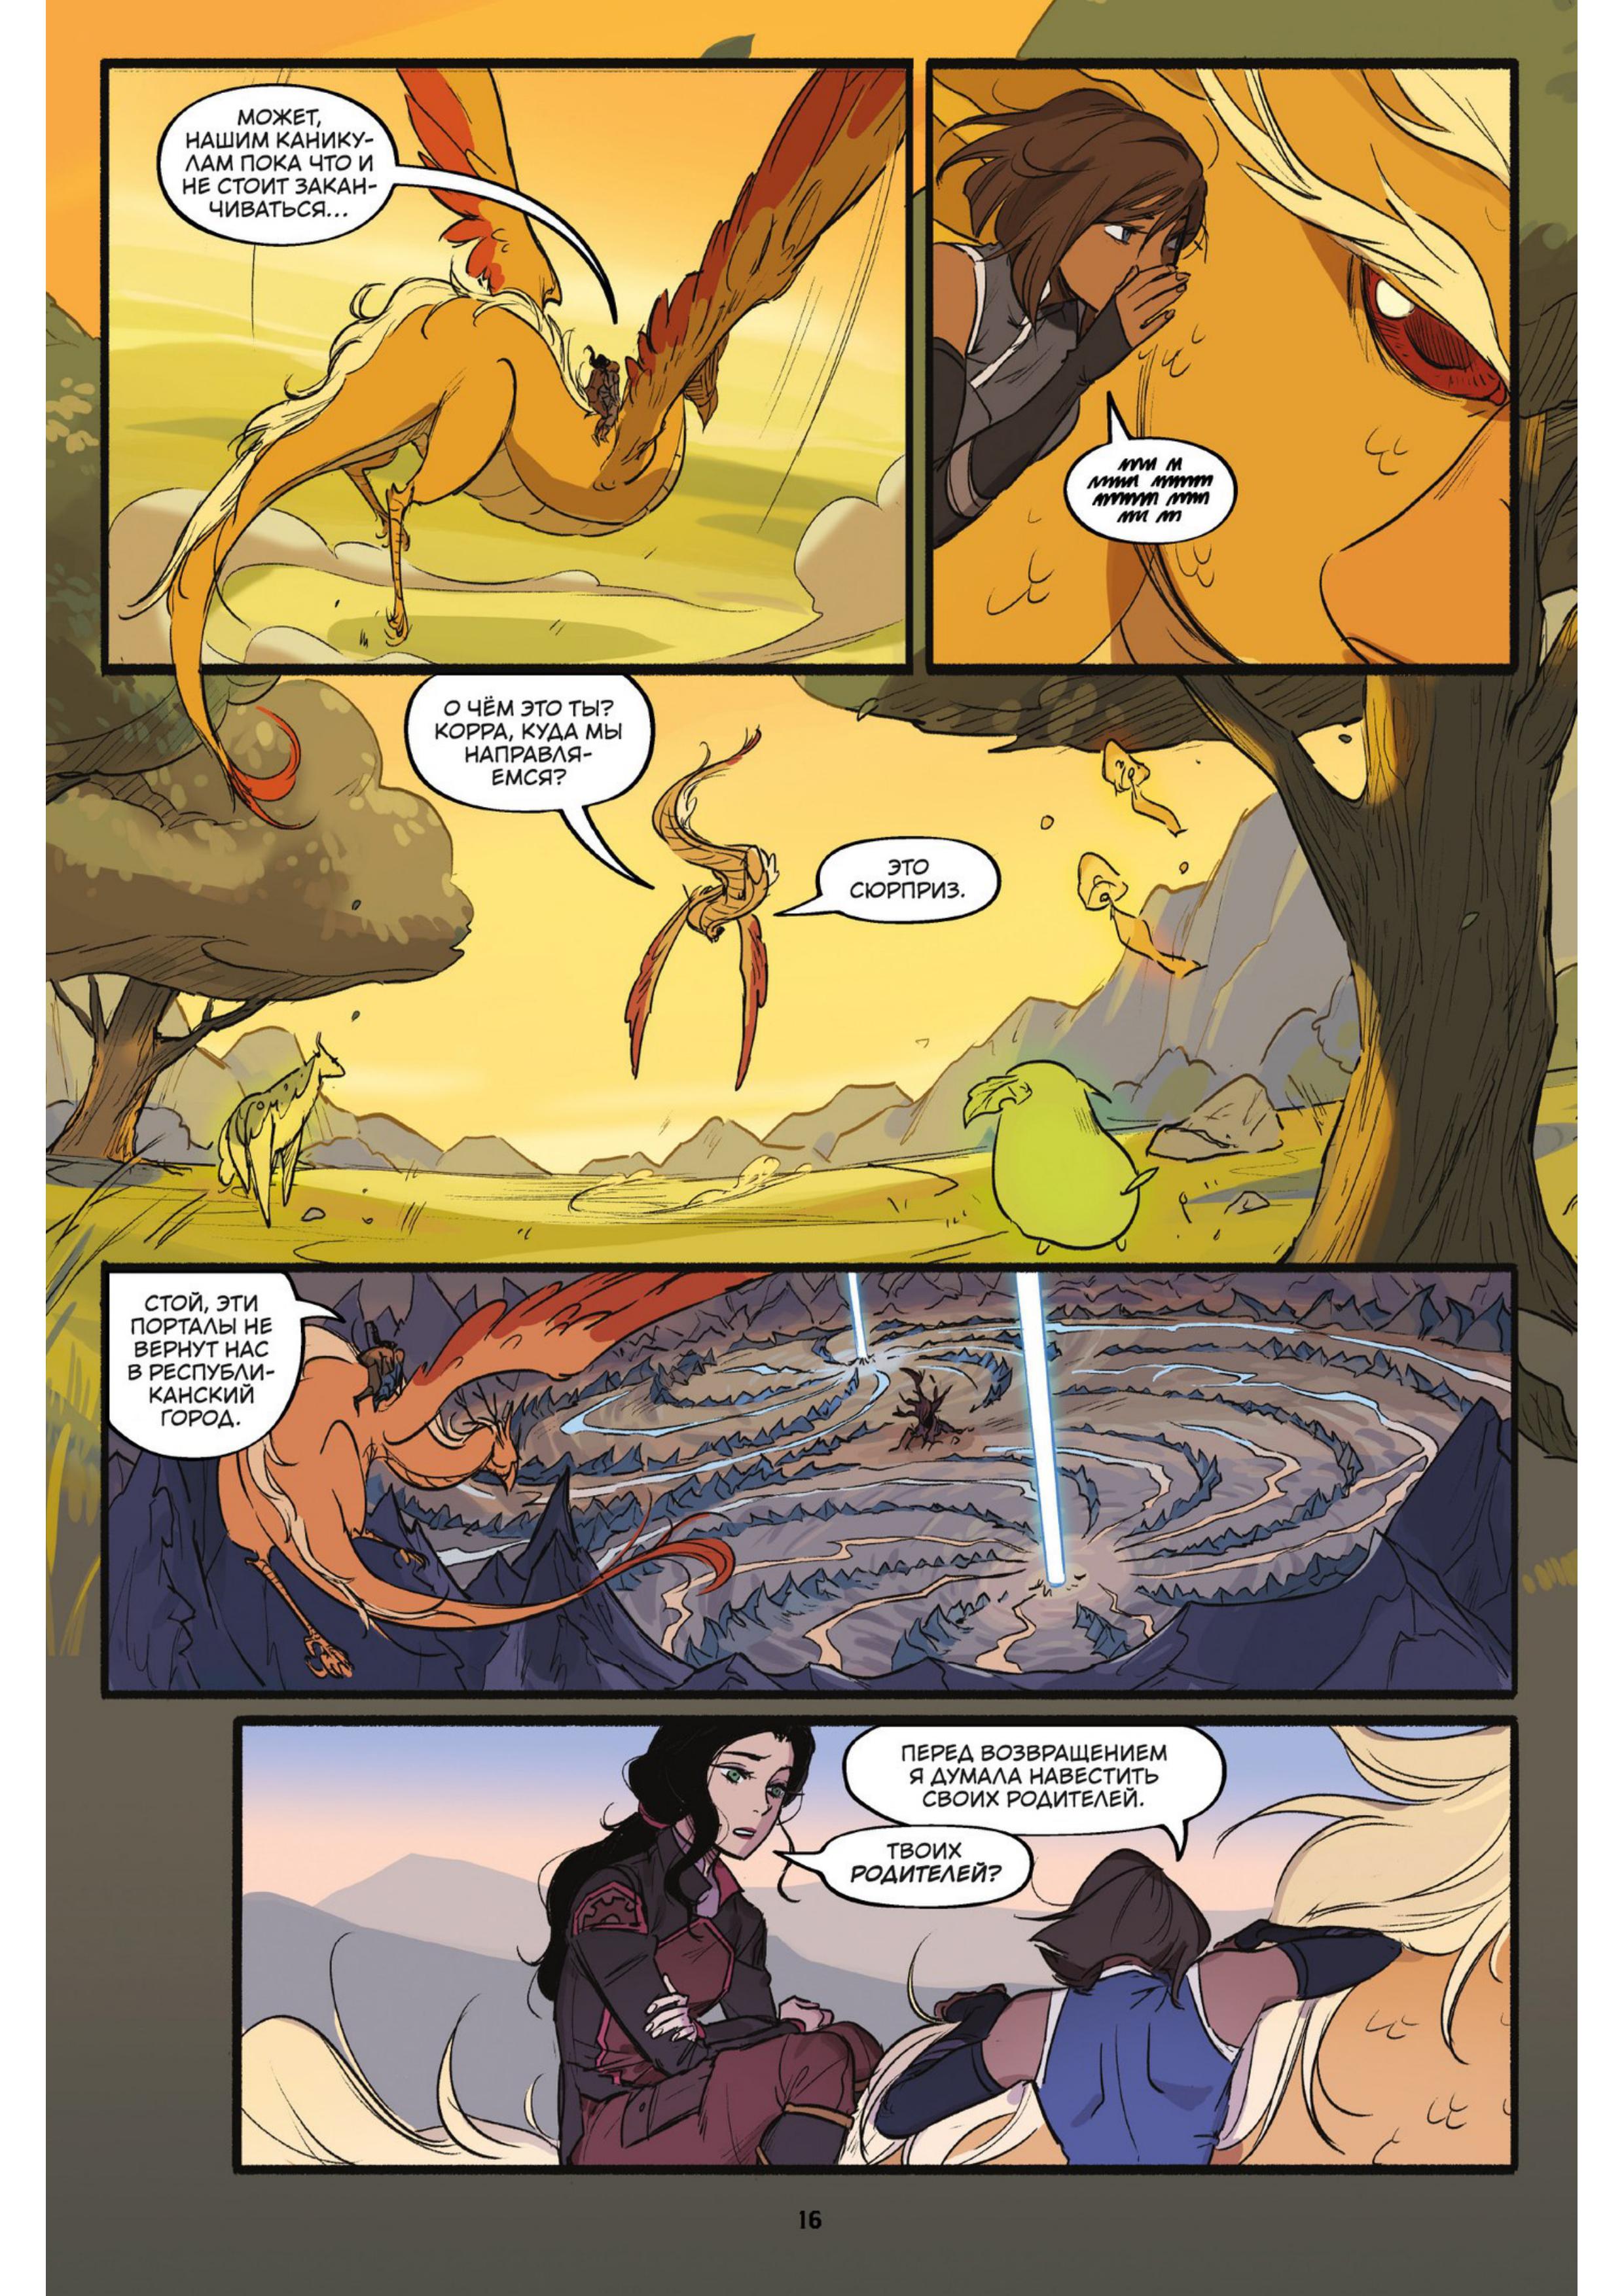 МОЖЕТ,
НАШИМ КАНИКУ-
ЛАМ ПОКА ЧТО И
НЕ СТОИТ ЗАКАН-
ЧИВАТЬСЯ...
О ЧЁМ ЭТО ТЫ?
КОРРА, КУДА МЫ
НАПРАВЛЯ-
ЕМСЯ?
ЭТО
СЮРПРИЗ.
СТОЙ, ЭТИ
ПОРТАЛЫ НЕ
ВЕРНУТ НАС
В РЕСПУБЛИ-
КАНСКИЙ
ГОРОД.
ПЕРЕД ВОЗВРАЩЕНИЕМ
Я ДУМАЛА НАВЕСТИТЬ
СВОИХ РОДИТЕЛЕЙ.
ТВОИХ
РОДИТЕЛЕЙ?
16